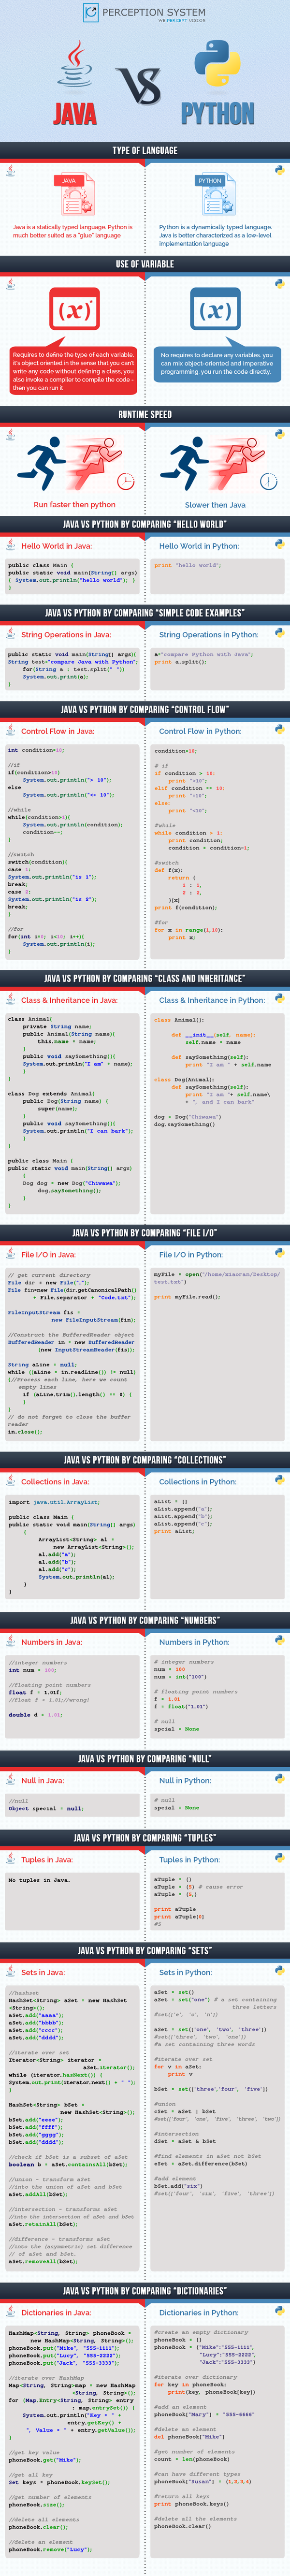 PERCEPTION SYSTEM
WE PERCEPT VISION
VS
JAVA
PYTHON
TYPE OF LANGUAGE
JAVA
PYTHON
Java is a statically typed language. Python is
much better suited as a "glue" language
Python is a dynamically typed language.
Java is better characterized as a low-level
implementation language
USE OF VARIABLE
(x)
(x)
Requires to define the type of each variable,
it's object oriented in the sense that you can't
write any code without defining a class, you
also invoke a compiler to compile the code -
then you can run it
No requires to declare any variables, you
can mix object-oriented and imperative
programming, you run the code directly.
RUNTIME SPEED
Run faster then python
Slower then Java
JAVA VS PYTHON BY COMPARING "HELLO WORLD"
Hello World in Java:
Hello World in Python:
public class Main {
public static void main(String[] args)
{ System.out.println("hello world"); }
}
print "hello world";
JAVA VS PYTHON BY COMPARING "SIMPLE CODE EXAMPLES"
String Operations in Java:
String Operations in Python:
public static void main(String[] args){
String test="compare Java with Python";
for(String a : test.split(" "))
System.out.print(a);
}
a="compare Python with Java";
print a.split();
JAVA VS PYTHON BY COMPARING "CONTROL FLOW"
Control Flow in Java:
Control Flow in Python:
int condition=10;
//if
if(condition>10)
System.out.println("> 10");
else
System.out.println("<= 10");
//while
while(condition>1){
System.out.println(condition);
condition--;
}
//switch
switch(condition){
case 1:
System.out.println("is 1");
break;
case 2:
System.out.println("is 2");
break;
}
//for
for(int i=0; i<10; i++){
System.out.println(i);
}
condition=10;
# if
if condition > 10:
print ">10";
elif condition == 10:
print "=10";
else:
print "<10";
#while
while condition > 1:
print condition;
condition = condition-1;
#switch
def f(x):
return {
1 : 1,
2 : 2,
}[x]
print f(condition);
#for
for x in range(1,10):
print x;
JAVA VS PYTHON BY COMPARING "CLASS AND INHERITANCE"
Class & Inheritance in Java:
Class & Inheritance in Python:
class Animal{
private String name;
public Animal(String name){
this.name = name;
}
public void saySomething(){
System.out.println("I am" + name);
}
}
class Dog extends Animal{
public Dog(String name) {
super(name);
}
public void saySomething(){
System.out.println("I can bark");
}
}
public class Main {
public static void main(String[] args)
{
Dog dog = new Dog("Chiwawa");
dog.saySomething();
}
}
class Animal():
def __init__(self, name):
self.name = name
def saySomething(self):
print "I am " + self.name
class Dog(Animal):
def saySomething(self):
print "I am "+ self.name\
+ ", and I can bark"
dog = Dog("Chiwawa")
dog.saySomething()
JAVA VS PYTHON BY COMPARING "FILE I/O"
File I/O in Java:
File I/O in Python:
// get current directory
File dir = new File(".");
File fin=new File(dir.getCanonicalPath()
+ File.separator + "Code.txt");
FileInputStream fis =
new FileInputStream(fin);
//Construct the BufferedReader object
BufferedReader in = new BufferedReader
(new InputStreamReader(fis));
String aLine = null;
while ((aLine = in.readLine()) != null)
{//Process each line, here we count
empty lines
if (aLine.trim().length() == 0) {
}
}
// do not forget to close the buffer
reader
in.close();
myFile = open("/home/xiaoran/Desktop/
test.txt")
print myFile.read();
JAVA VS PYTHON BY COMPARING "COLLECTIONS"
Collections in Java:
Collections in Python:
import java.util.ArrayList;
public class Main {
public static void main(String[] args)
{
ArrayList<String> al =
new ArrayList<String>();
al.add("a");
al.add("b");
al.add("c");
System.out.println(al);
}
}
aList = []
aList.append("a");
aList.append("b");
aList.append("c");
print aList;
JAVA VS PYTHON BY COMPARING "NUMBERS"
Numbers in Java:
Numbers in Python:
//integer numbers
int num = 100;
//floating point numbers
float f = 1.01f;
//float f = 1.01;//wrong!
double d = 1.01;
# integer numbers
num = 100
num = int("100")
# floating point numbers
f = 1.01
f = float("1.01")
# null
spcial = None
JAVA VS PYTHON BY COMPARING "NULL"
Null in Java:
Null in Python:
//null
Object special = null;
# null
spcial = None
JAVA VS PYTHON BY COMPARING "TUPLES"
Tuples in Java:
Tuples in Python:
No tuples in Java.
aTuple = ()
aTuple = (5) # cause error
aTuple = (5,)
print aTuple
print aTuple[0]
#5
JAVA VS PYTHON BY COMPARING "SETS"
Sets in Java:
Sets in Python:
//hashset
HashSet<String> aSet = new HashSet
<String>();
aSet.add("aaaa");
aSet.add("bbbb");
aSet.add("cccc");
aSet.add("dddd");
//iterate over set
Iterator<String> iterator =
aSet.iterator();
while (iterator.hasNext()) {
System.out.print(iterator.next() + " ");
}
HashSet<String> bSet =
new HashSet<String>();
bSet.add("eeee");
bSet.add("ffff");
bSet.add("gggg");
bSet.add("dddd");
//check if bSet is a subset of aSet
boolean b = aSet.containsAll(bSet);
//union - transform aSet
//into the union of aSet and bSet
aSet.addAll(bSet);
//intersection - transforms aSet
//into the intersection of aSet and bSet
aSet.retainAll(bSet);
//difference - transforms aSet
//into the (asymmetric) set difference
// of aSet and bSet.
aSet.removeAll(bSet);
aSet = set()
aSet = set("one") # a set containing
three letters
#set(['e', 'o', 'n'])
aSet = set(['one', 'two', 'three'])
#set(['three', 'two', 'one'])
#a set containing three words
#iterate over set
for v in aSet:
print v
bSet = set(['three','four', 'five'])
#union
cSet = aSet | bSet
#set(['four', 'one', 'five', 'three', 'two'])
#intersection
dSet = aSet & bSet
#find elements in aSet not bSet
eSet = aSet.difference(bSet)
#add element
bSet.add("six")
#set(['four', 'six', 'five', 'three'])
JAVA VS PYTHON BY COMPARING "DICTIONARIES"
Dictionaries in Java:
Dictionaries in Python:
HashMap<String, String> phoneBook =
new HashMap<String, String>();
phoneBook.put("Mike", "555-1111");
phoneBook.put("Lucy", "555-2222");
phoneBook.put("Jack", "555-3333");
//iterate over HashMap
Map<String, String>map = new HashMap
<String, String>();
for (Map.Entry<String, String> entry
: map.entrySet()) {
System.out.println("Key = " +
entry.getKey() +
", Value = " + entry.getValue());
}
//get key value
phoneBook.get("Mike");
//get all key
Set keys = phoneBook.keySet();
//get number of elements
phoneBook.size();
//delete all elements
phoneBook.clear();
//delete an element
phoneBook.remove("Lucy");
#create an empty dictionary
phoneBook = {}
phoneBook = {"Mike":"555-1111",
"Lucy":"555-2222",
"Jack":"555-3333"}
#iterate over dictionary
for key in phoneBook:
print(key, phoneBook[key])
#add an element
phoneBook["Mary"] = "555-6666"
#delete an element
del phoneBook["Mike"]
#get number of elements
count = len(phoneBook)
#can have different types
phoneBook["Susan"] = (1,2,3,4)
#return all keys
print phoneBook.keys()
#delete all the elements
phoneBook.clear()